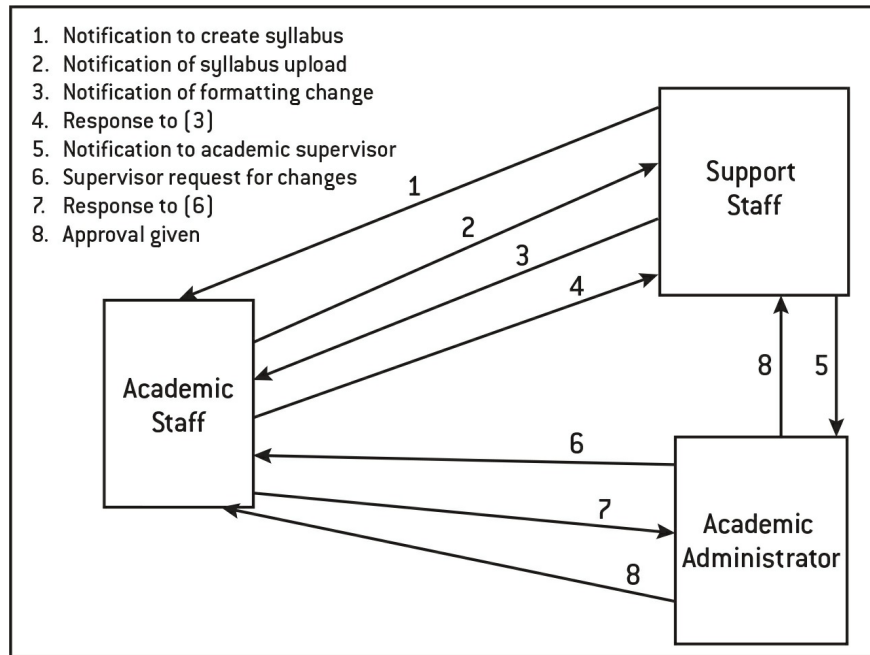 1. Notification to create syllabus
2. Notification of syllabus upload
3. Notification of formatting change
4. Response to (3)
5. Notification to academic supervisor
6. Supervisor request for changes
7. Response to (6)
8. Approval given
Support
Staff
1
2
3
4
Academic
Staff
8
5
6
7
8
Academic
Administrator